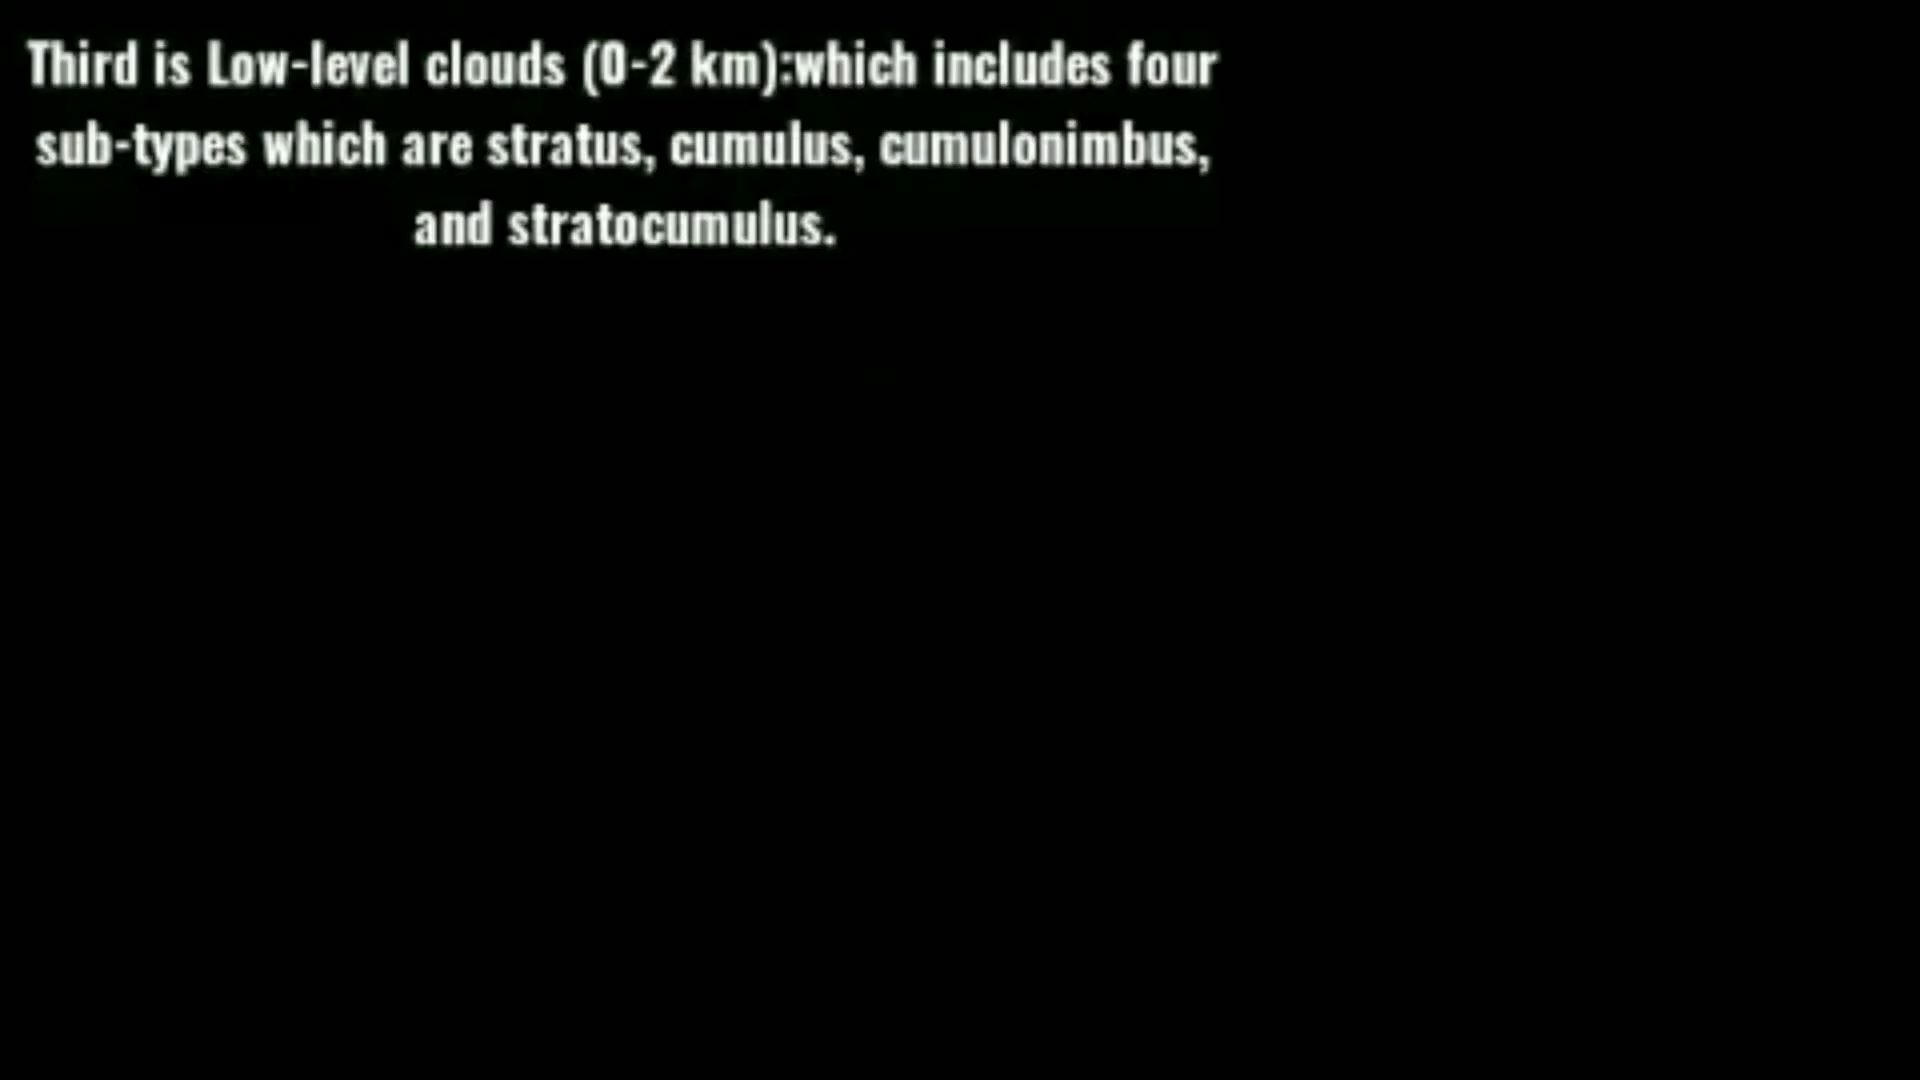 Third is Low-level clouds (0-2 km):which includes four
sub-types which are stratus, cumulus, cumulonimbus,
and stratocumulus.